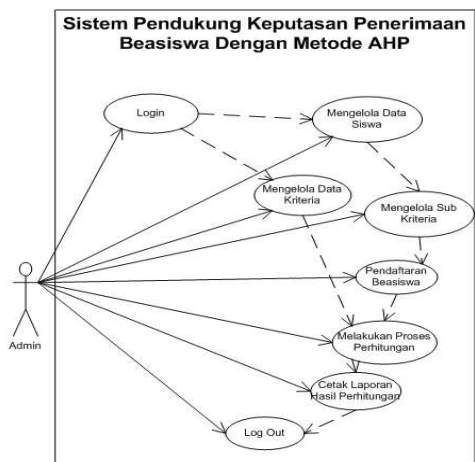 Sistem Pendukung Keputasan Penerimaan
Beasiswa Dengan Metode AHP
Login
Mengelola Data
Siswa
Mengelola Data
Kriteria
Mengelola Sub
Kriteria
Pendaftaran
Beasiswa
Admin
Melakukan Proses
Perhitungan
Cetak Laporan
Hasil Perhitungan
Log Out